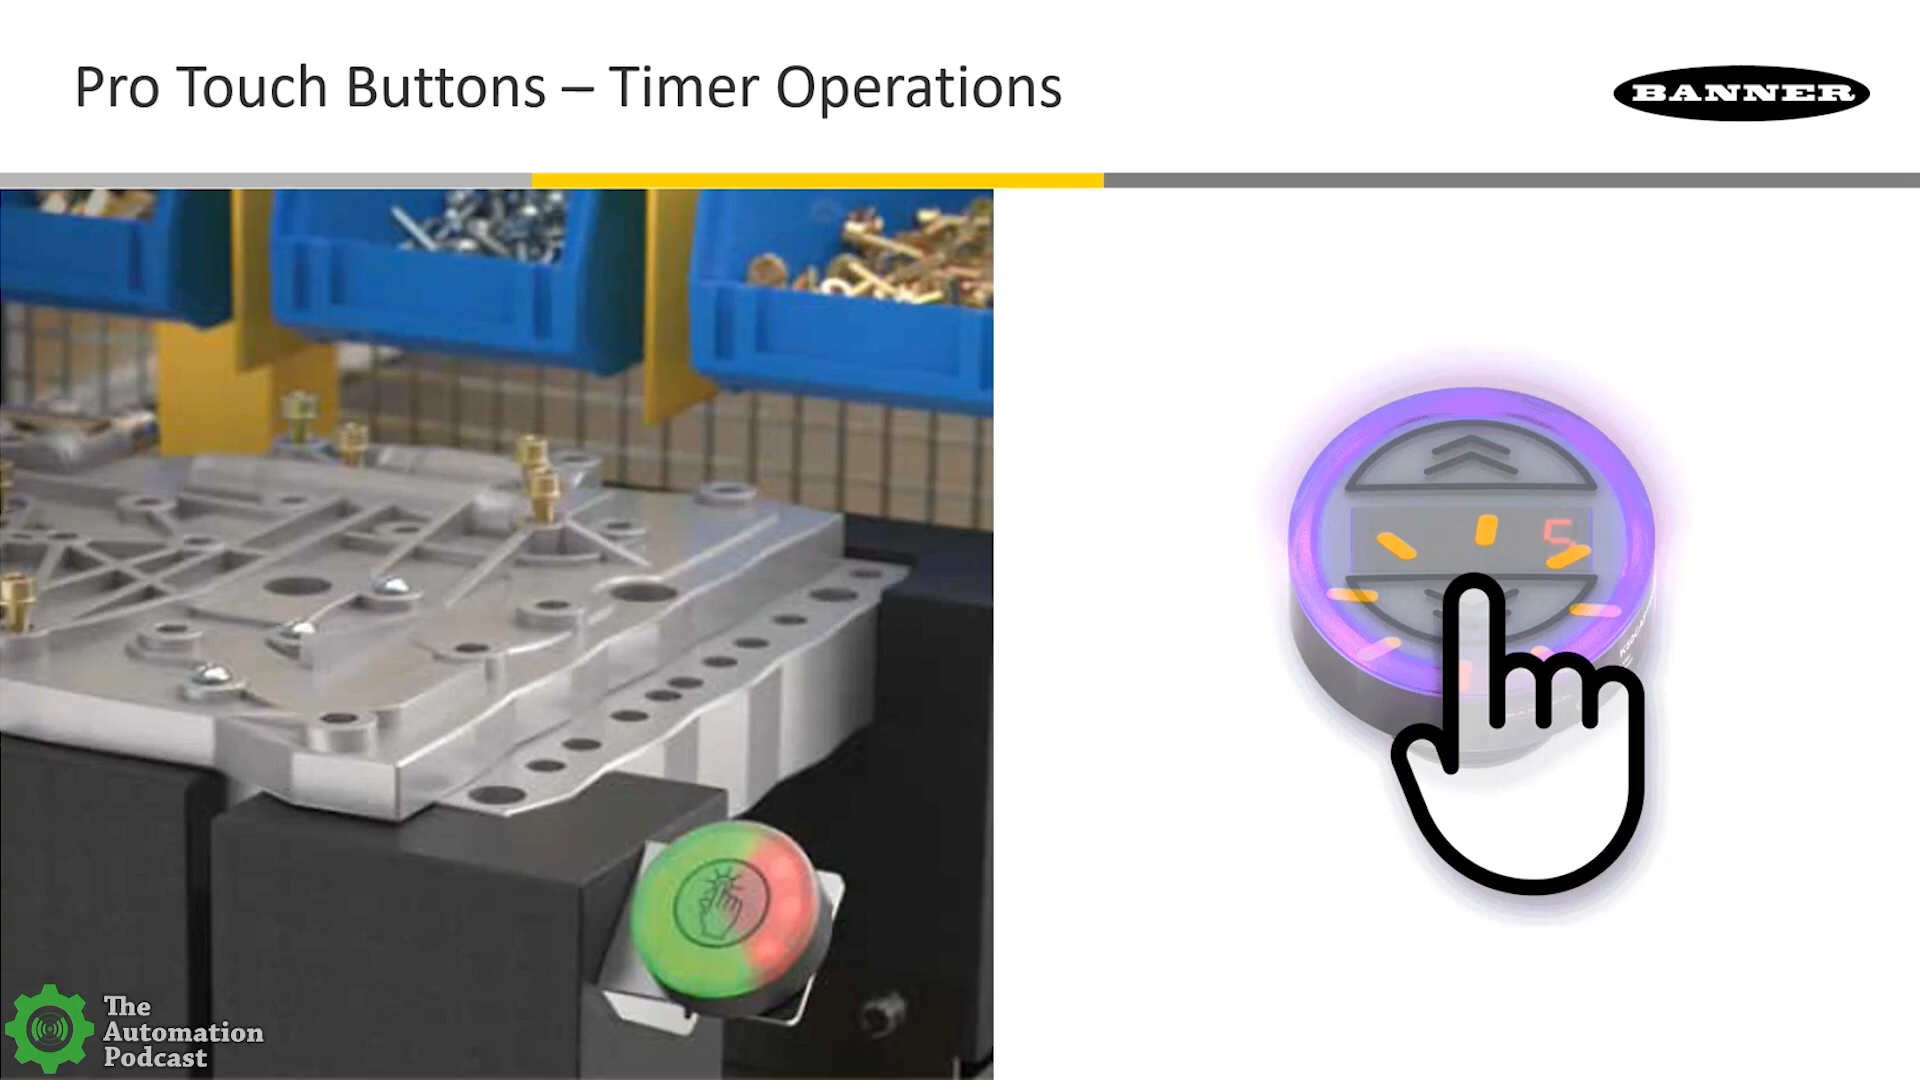 Pro Touch Buttons – Timer Operations
BANNER
5
The
Automation
Podcast